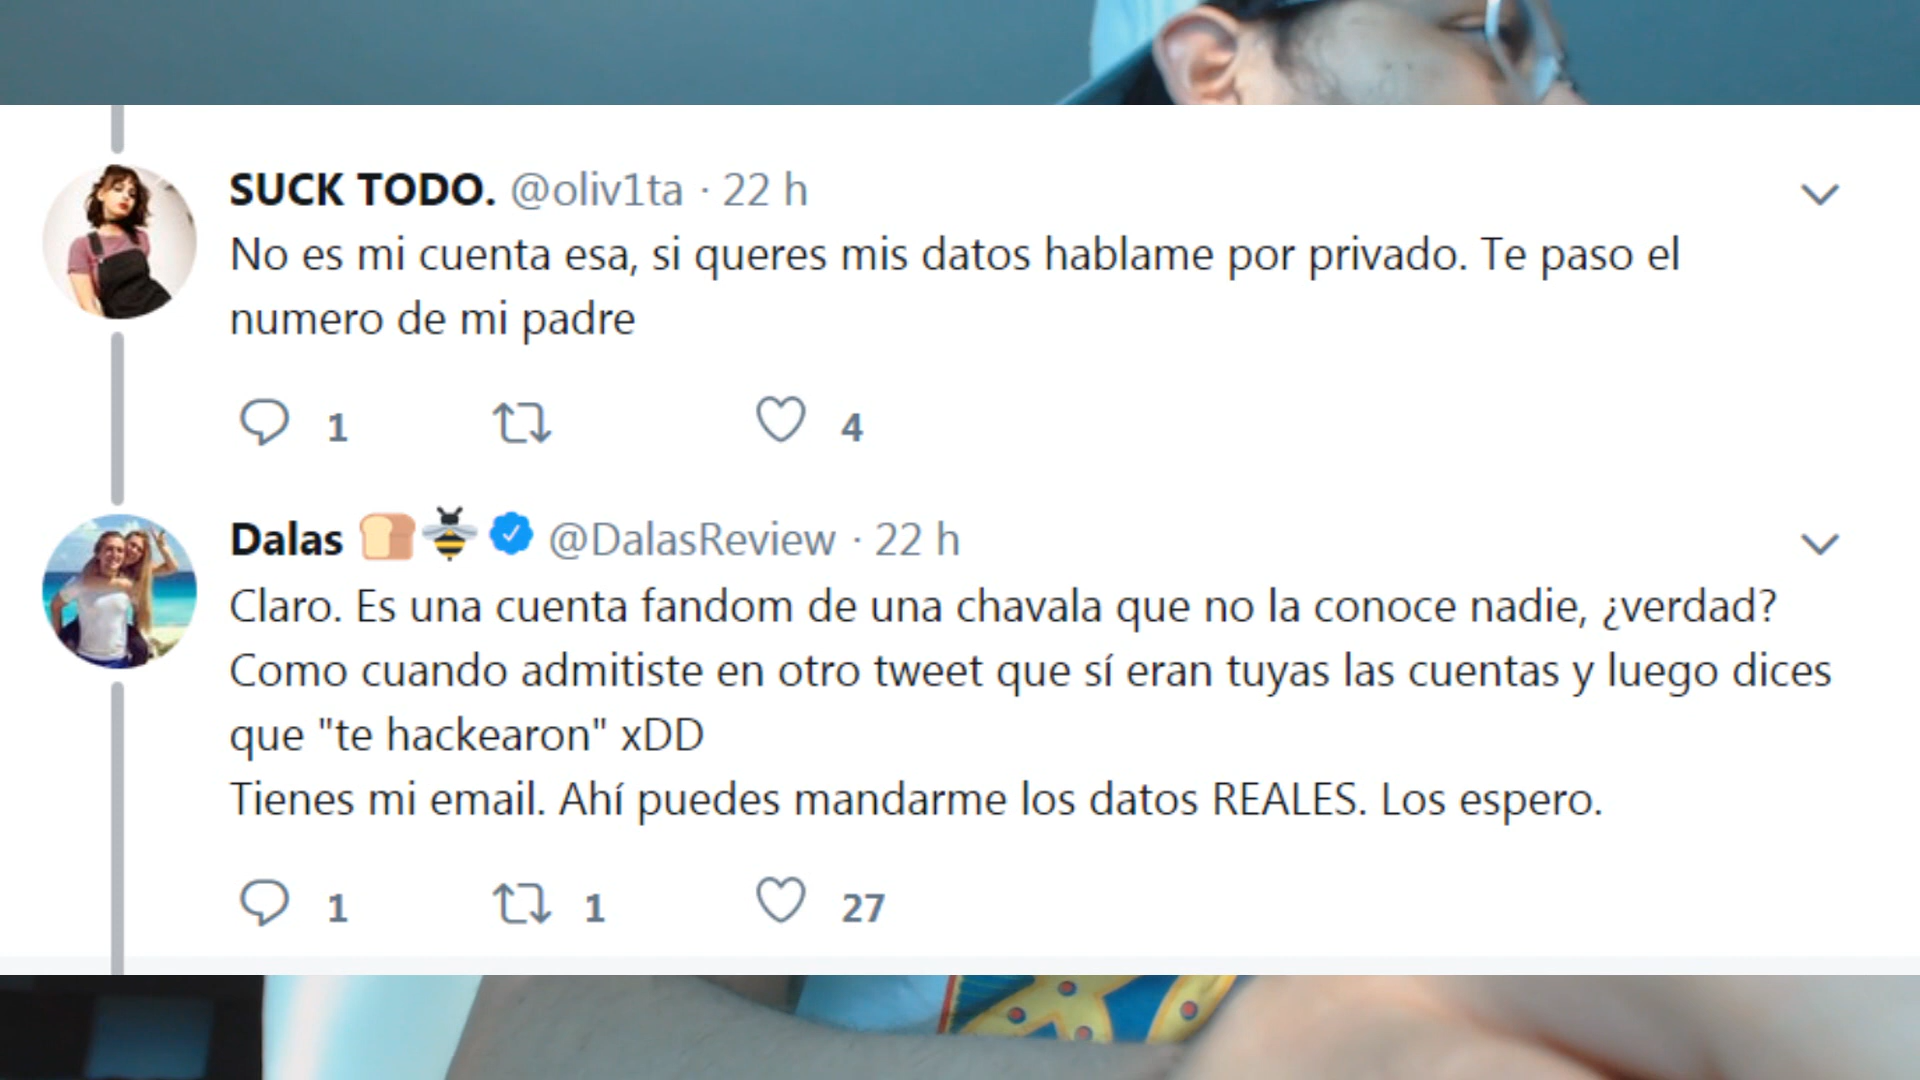 SUCK TODO. @oliv1ta · 22 h
No es mi cuenta esa, si queres mis datos hablame por privado. Te paso el
numero de mi padre
1 4
Dalas 🍞🐝 @DalasReview · 22 h
Claro. Es una cuenta fandom de una chavala que no la conoce nadie, ¿verdad?
Como cuando admitiste en otro tweet que sí eran tuyas las cuentas y luego dices
que "te hackearon" xDD
Tienes mi email. Ahí puedes mandarme los datos REALES. Los espero.
1 1 27